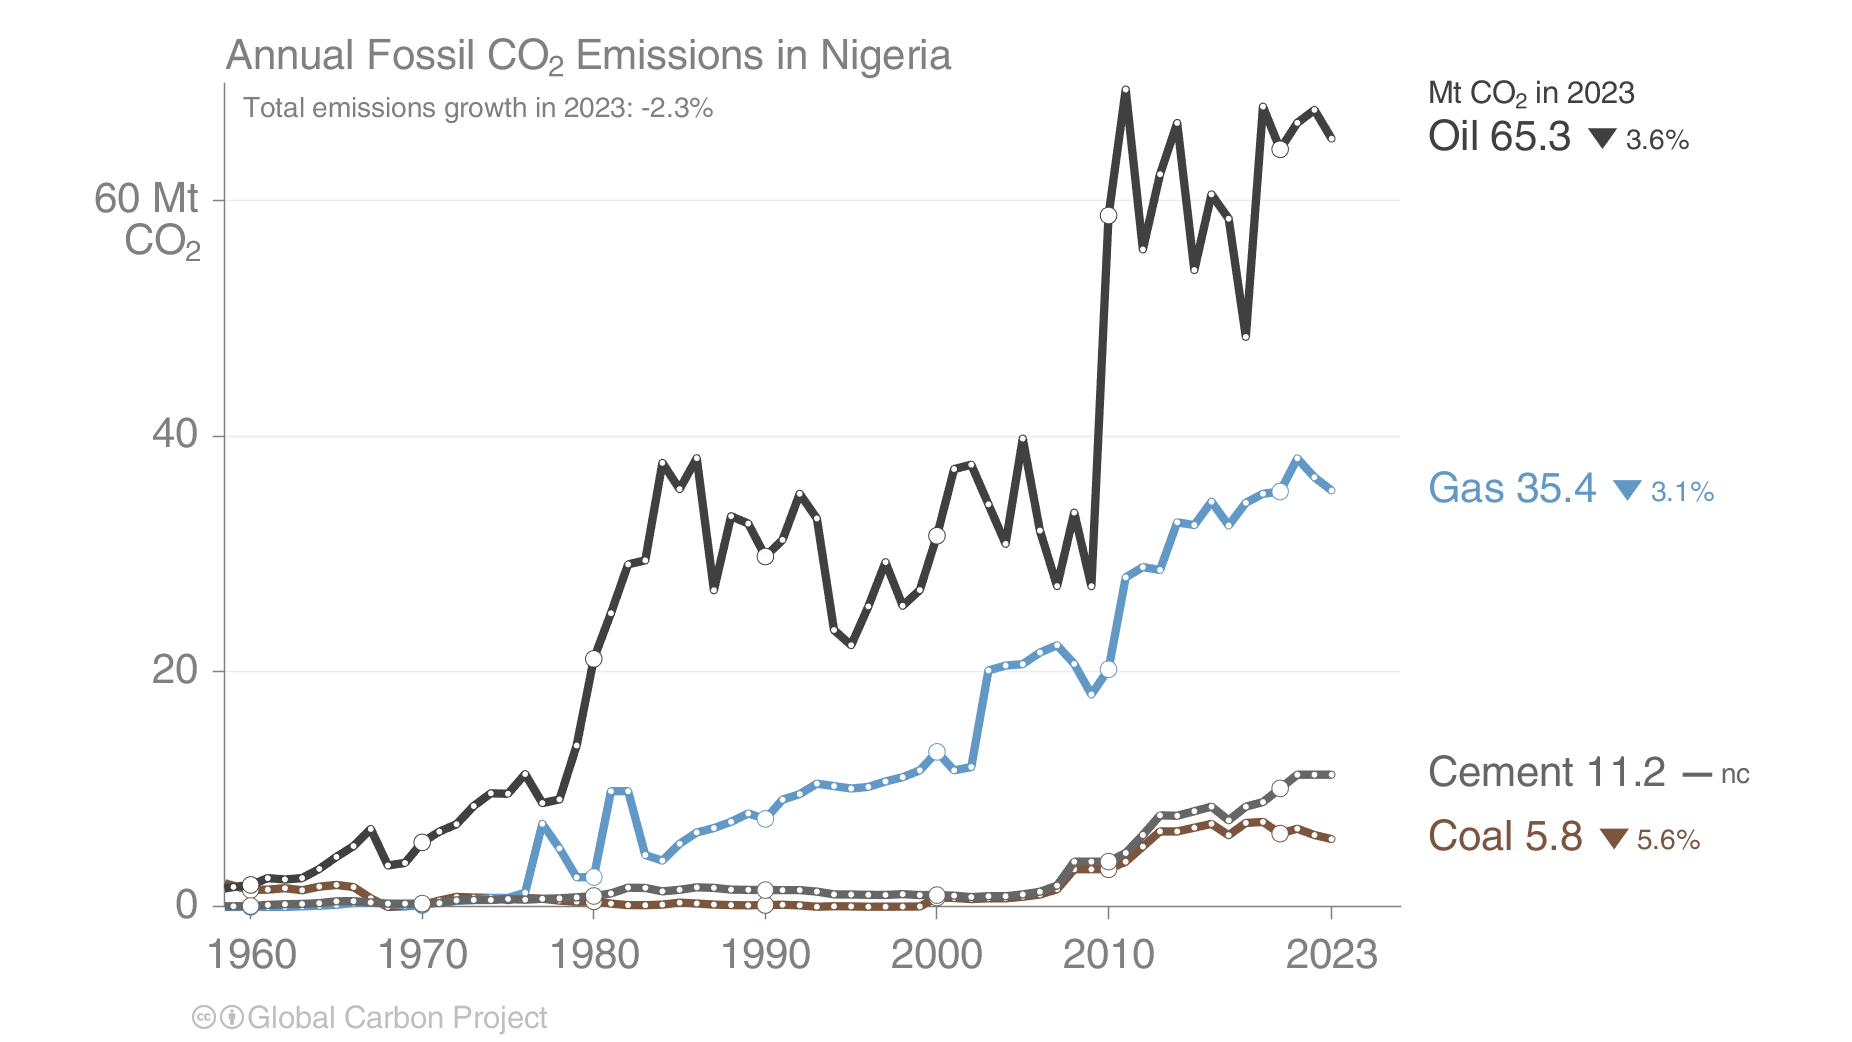 Annual Fossil CO₂ Emissions in Nigeria
Total emissions growth in 2023: -2.3%
Mt CO₂ in 2023
Oil 65.3 ▼ 3.6%
60 Mt
CO₂
40
Gas 35.4 ▼ 3.1%
20
Cement 11.2 — nc
Coal 5.8 ▼ 5.6%
0
1960 1970 1980 1990 2000 2010 2023
cc Global Carbon Project